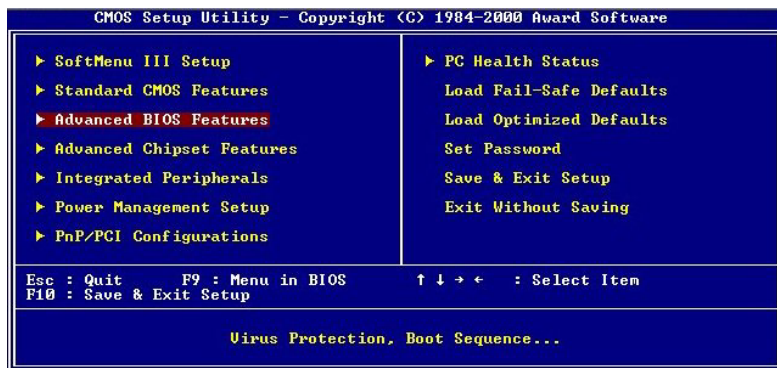 CMOS Setup Utility - Copyright (C) 1984-2000 Award Software
▶ SoftMenu III Setup
▶ Standard CMOS Features
▶ Advanced BIOS Features
▶ Advanced Chipset Features
▶ Integrated Peripherals
▶ Power Management Setup
▶ PnP/PCI Configurations
▶ PC Health Status
Load Fail-Safe Defaults
Load Optimized Defaults
Set Password
Save & Exit Setup
Exit Without Saving
Esc : Quit F9 : Menu in BIOS ↑ ↓ → ← : Select Item
F10 : Save & Exit Setup
Virus Protection, Boot Sequence...